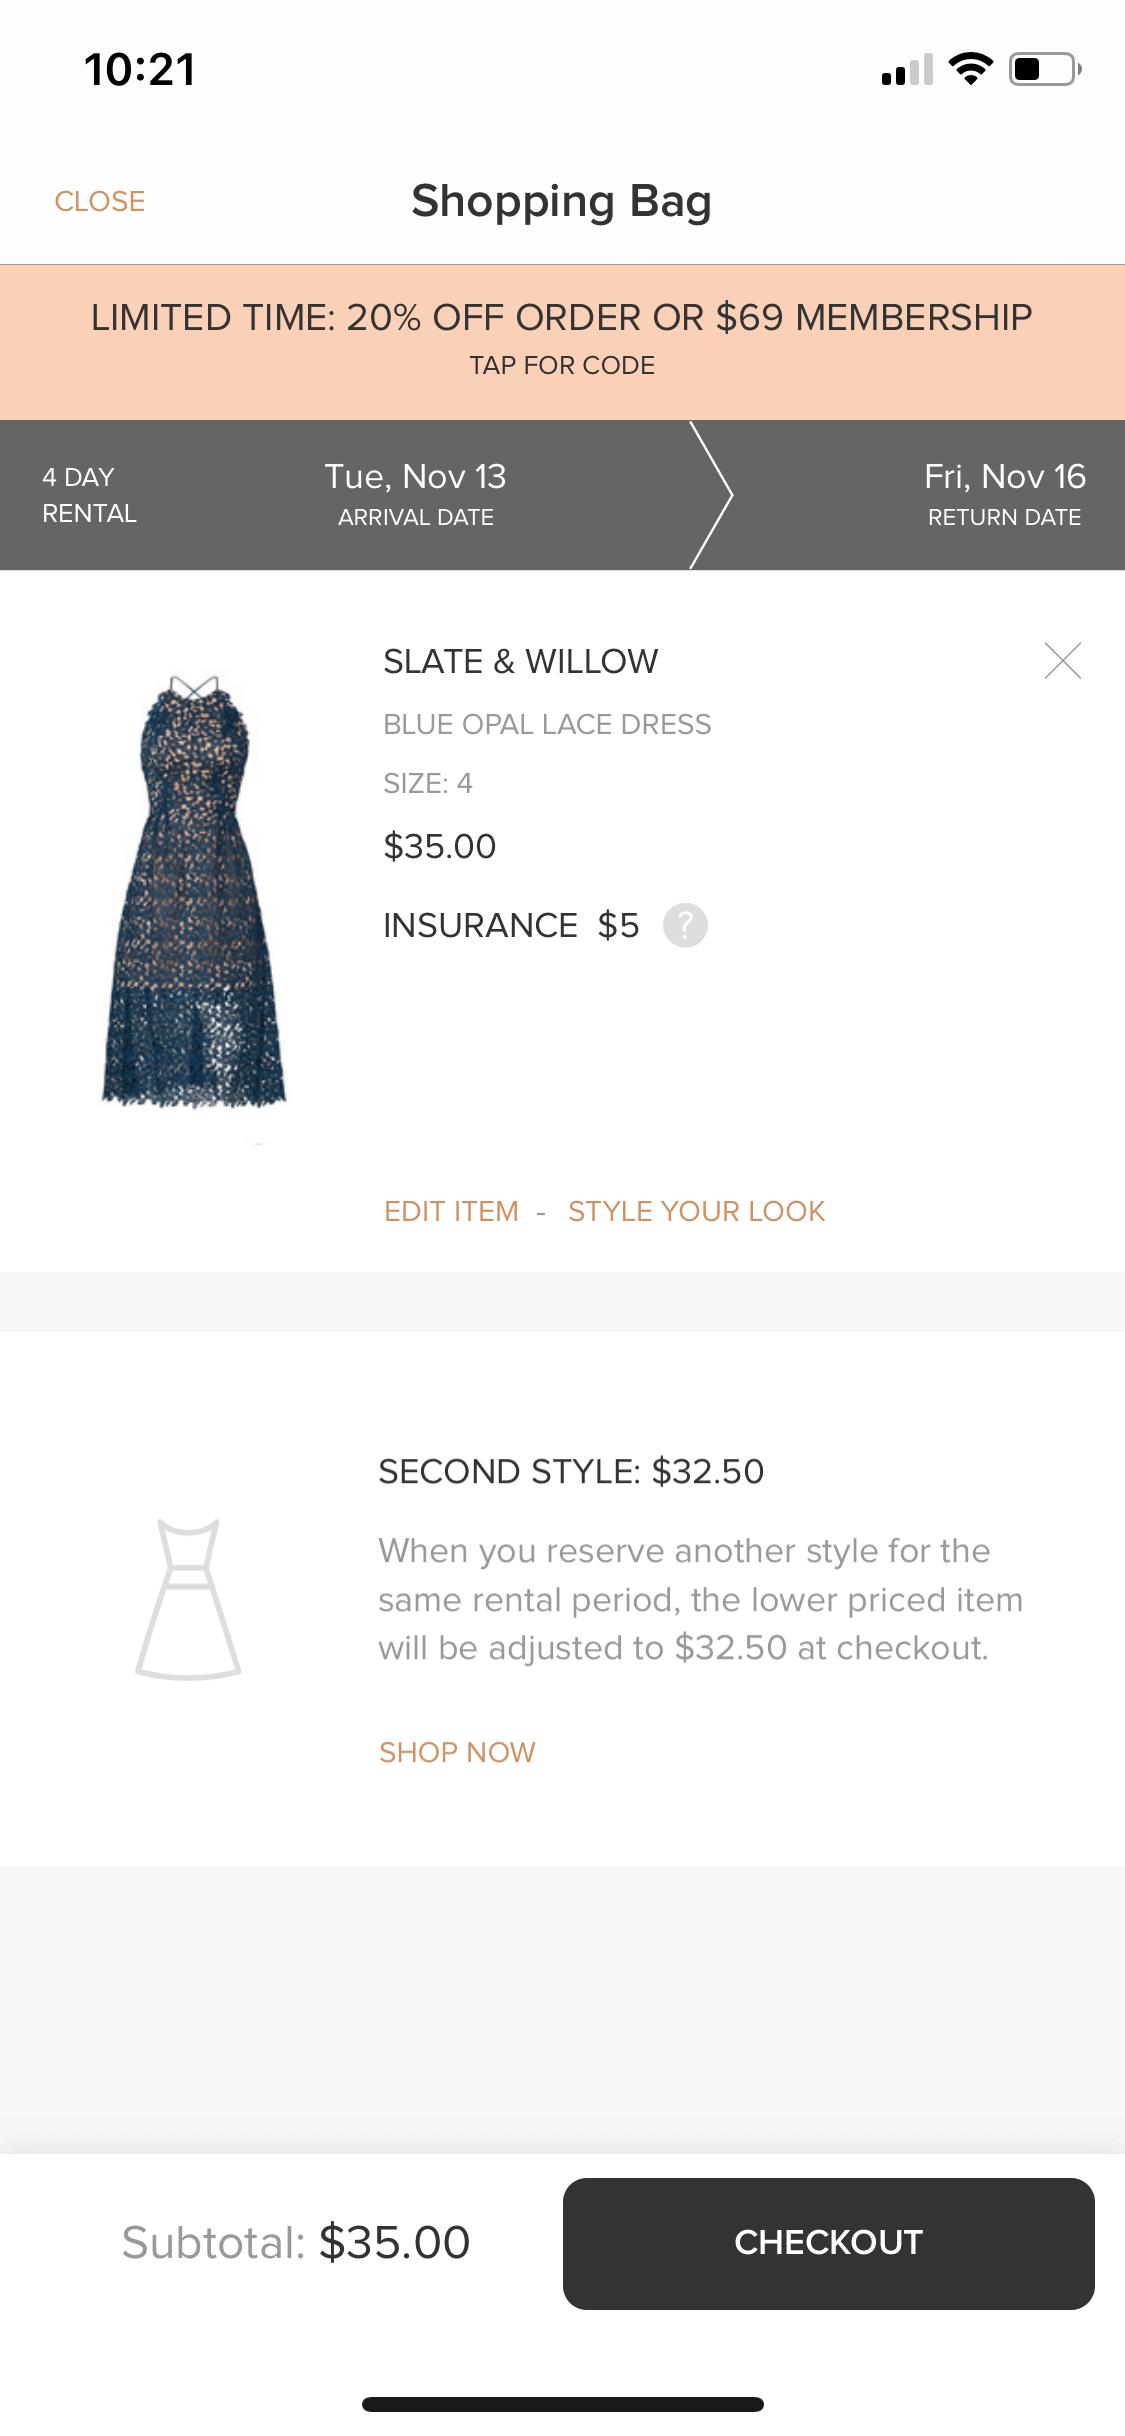 10:21
CLOSE
Shopping Bag
LIMITED TIME: 20% OFF ORDER OR $69 MEMBERSHIP
TAP FOR CODE
4 DAY
RENTAL
Tue, Nov 13
ARRIVAL DATE
Fri, Nov 16
RETURN DATE
SLATE & WILLOW
BLUE OPAL LACE DRESS
SIZE: 4
$35.00
INSURANCE $5 ?
EDIT ITEM - STYLE YOUR LOOK
SECOND STYLE: $32.50
When you reserve another style for the
same rental period, the lower priced item
will be adjusted to $32.50 at checkout.
SHOP NOW
Subtotal: $35.00
CHECKOUT